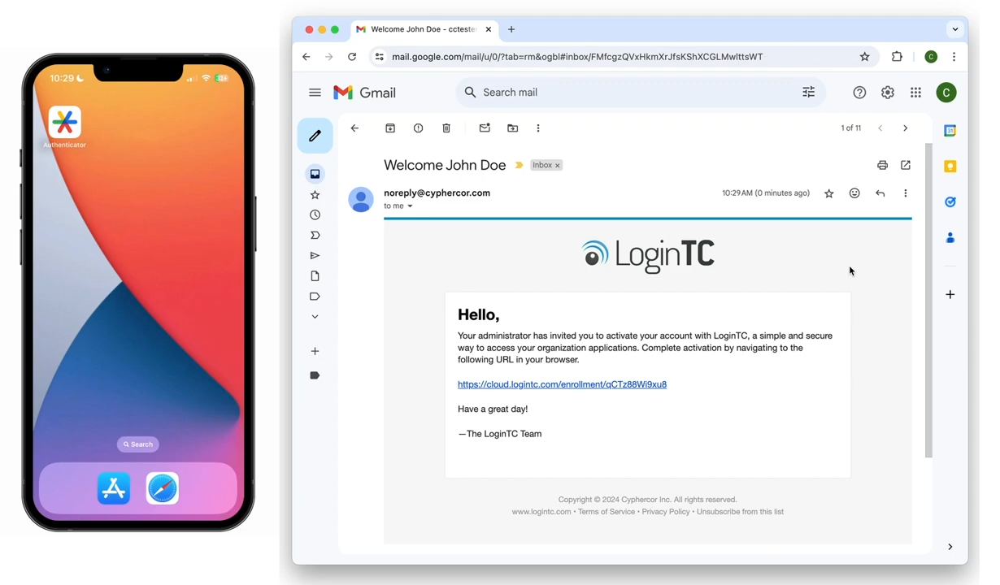 10:29
Authenticator
Search
Welcome John Doe - cctester
mail.google.com/mail/u/0/?tab=rm&ogbl#inbox/FMfcgzQVxHkmXrJfsKShXCGLMwlttsWT
C
Gmail
Search mail
C
1 of 11
31
Welcome John Doe
Inbox ×
noreply@cyphercor.com
10:29 AM (0 minutes ago)
to me
LoginTC
Hello,
Your administrator has invited you to activate your account with LoginTC, a simple and secure
way to access your organization applications. Complete activation by navigating to the
following URL in your browser.
https://cloud.logintc.com/enrollment/qCTz88Wi9xu8
Have a great day!
—The LoginTC Team
Copyright © 2024 Cyphercor Inc. All rights reserved.
www.logintc.com • Terms of Service • Privacy Policy • Unsubscribe from this list